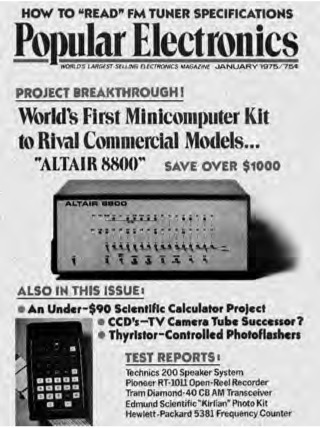 HOW TO "READ" FM TUNER SPECIFICATIONS
Popular Electronics
WORLD'S LARGEST-SELLING ELECTRONICS MAGAZINE JANUARY 1975/75¢
PROJECT BREAKTHROUGH!
World's First Minicomputer Kit
to Rival Commercial Models...
"ALTAIR 8800" SAVE OVER $1000
ALTAIR 8800
ALSO IN THIS ISSUE:
● An Under-$90 Scientific Calculator Project
● CCD's-TV Camera Tube Successor?
● Thyristor-Controlled Photoflashers
TEST REPORTS:
Technics 200 Speaker System
Pioneer RT-1011 Open-Reel Recorder
Tram Diamond-40 CB AM Transceiver
Edmund Scientific "Kirlian" Photo Kit
Hewlett-Packard 5381 Frequency Counter